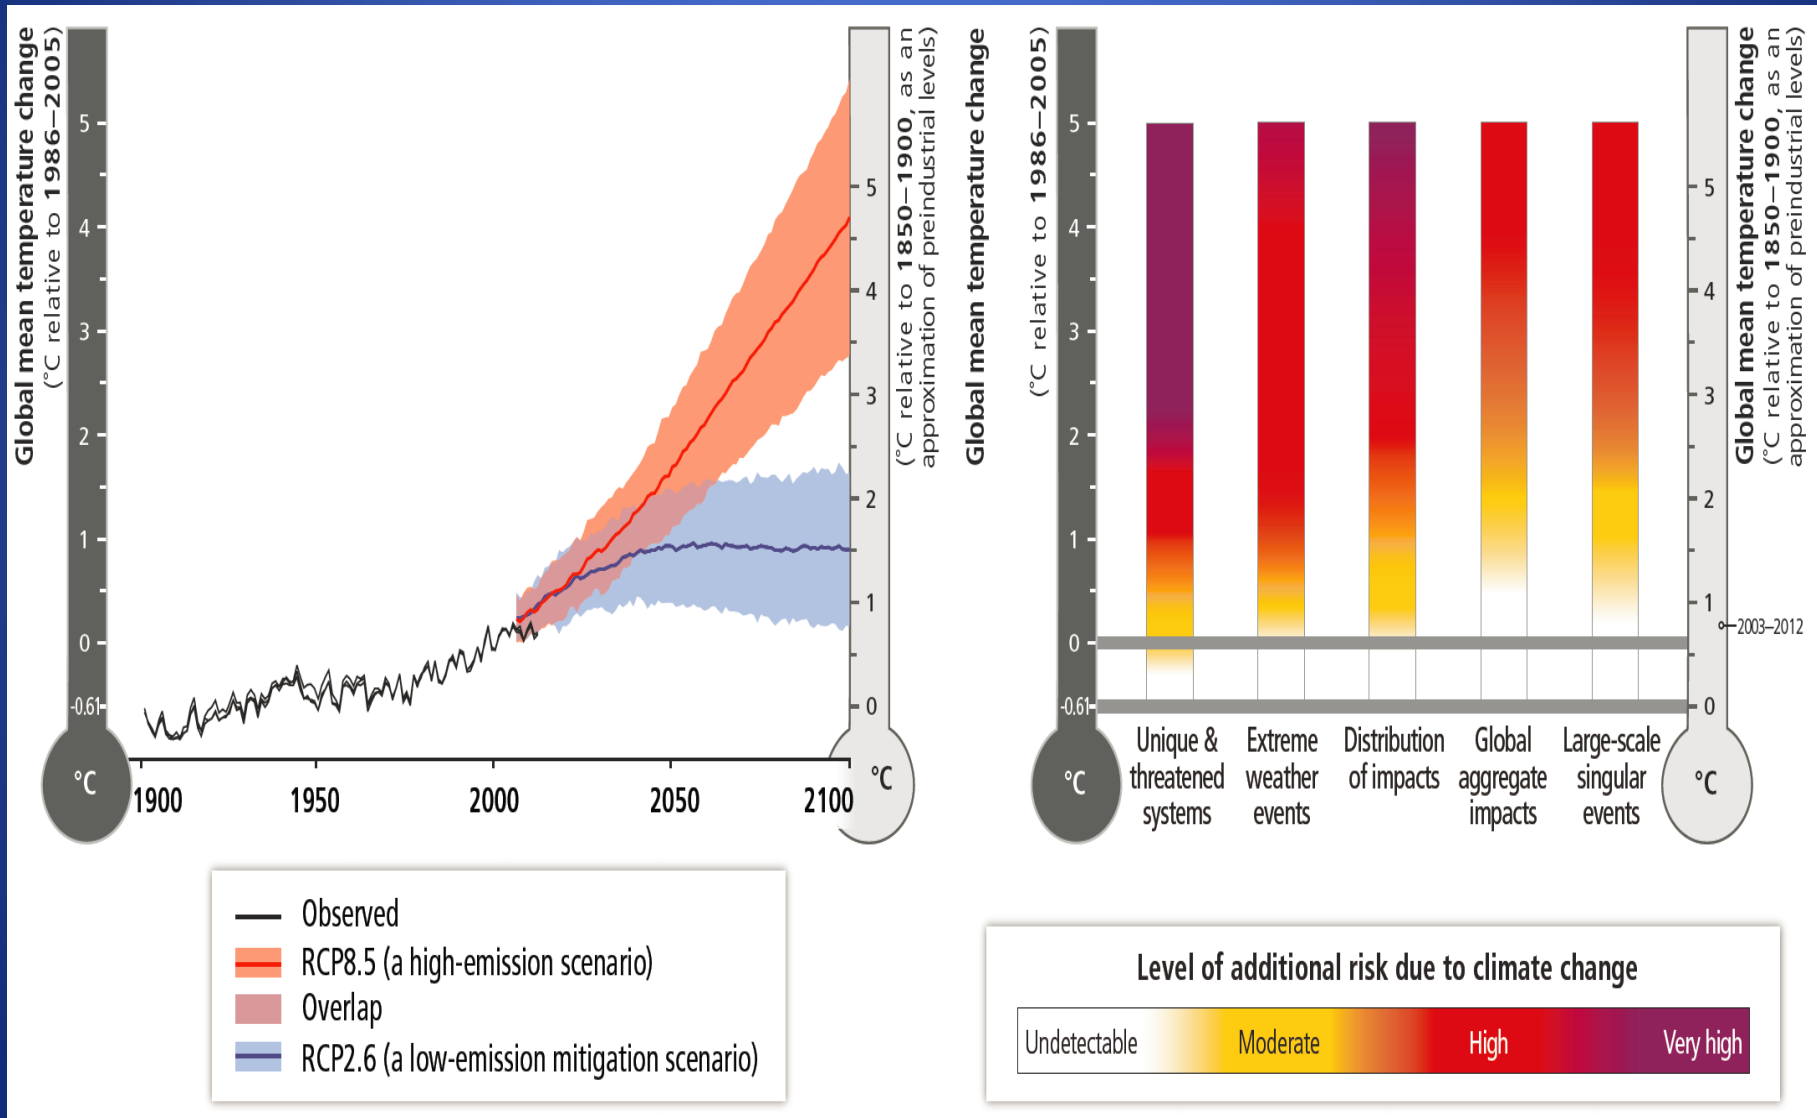 Global mean temperature change
(°C relative to 1986–2005)
5
4
3
2
1
0
-0.61
°C
1900
1950
2000
2050
2100
5
4
3
2
1
0
°C
(°C relative to 1850–1900, as an
approximation of preindustrial levels)
Observed
RCP8.5 (a high-emission scenario)
Overlap
RCP2.6 (a low-emission mitigation scenario)
Global mean temperature change
(°C relative to 1986–2005)
5
4
3
2
1
0
-0.61
°C
Unique &
threatened
systems
Extreme
weather
events
Distribution
of impacts
Global
aggregate
impacts
Large-scale
singular
events
5
4
3
2
1
2003–2012
0
°C
Global mean temperature change
(°C relative to 1850–1900, as an
approximation of preindustrial levels)
Level of additional risk due to climate change
Undetectable
Moderate
High
Very high